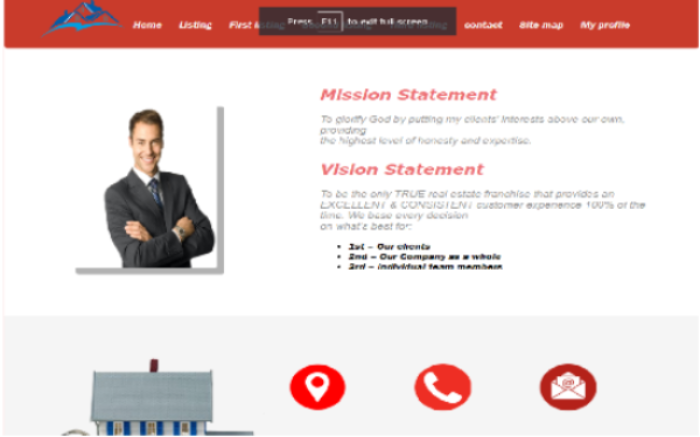 Home Listing First Press F11 to exit full screen contact Site map My profile
Mission Statement
To glorify God by putting my clients' interests above our own,
providing
the highest level of honesty and expertise.
Vision Statement
To be the only TRUE real estate franchise that provides an
EXCELLENT & CONSISTENT customer experience 100% of the
time. We base every decision
on what's best for:
• 1st – Our clients
• 2nd – Our Company as a whole
• 3rd – Individual team members
@